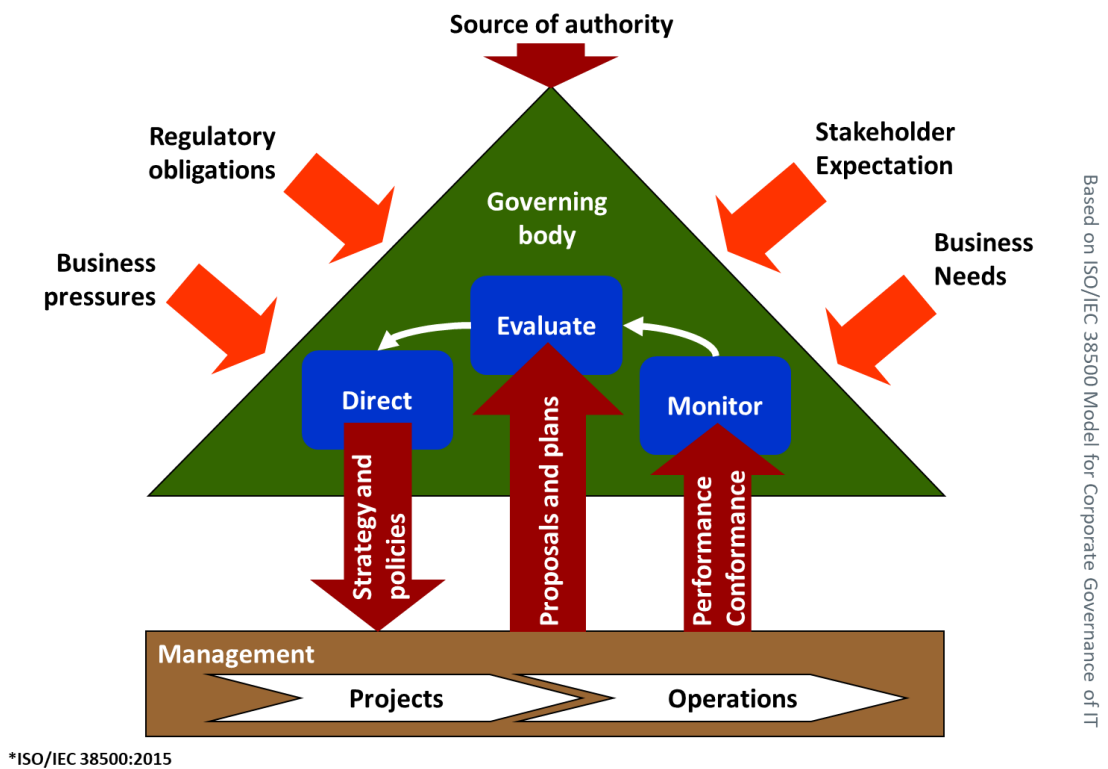 Source of authority
Regulatory
obligations
Stakeholder
Expectation
Business
pressures
Business
Needs
Governing
body
Evaluate
Direct
Monitor
Strategy and
policies
Proposals and plans
Performance
Conformance
Management
Projects
Operations
*ISO/IEC 38500:2015
Based on ISO/IEC 38500 Model for Corporate Governance of IT